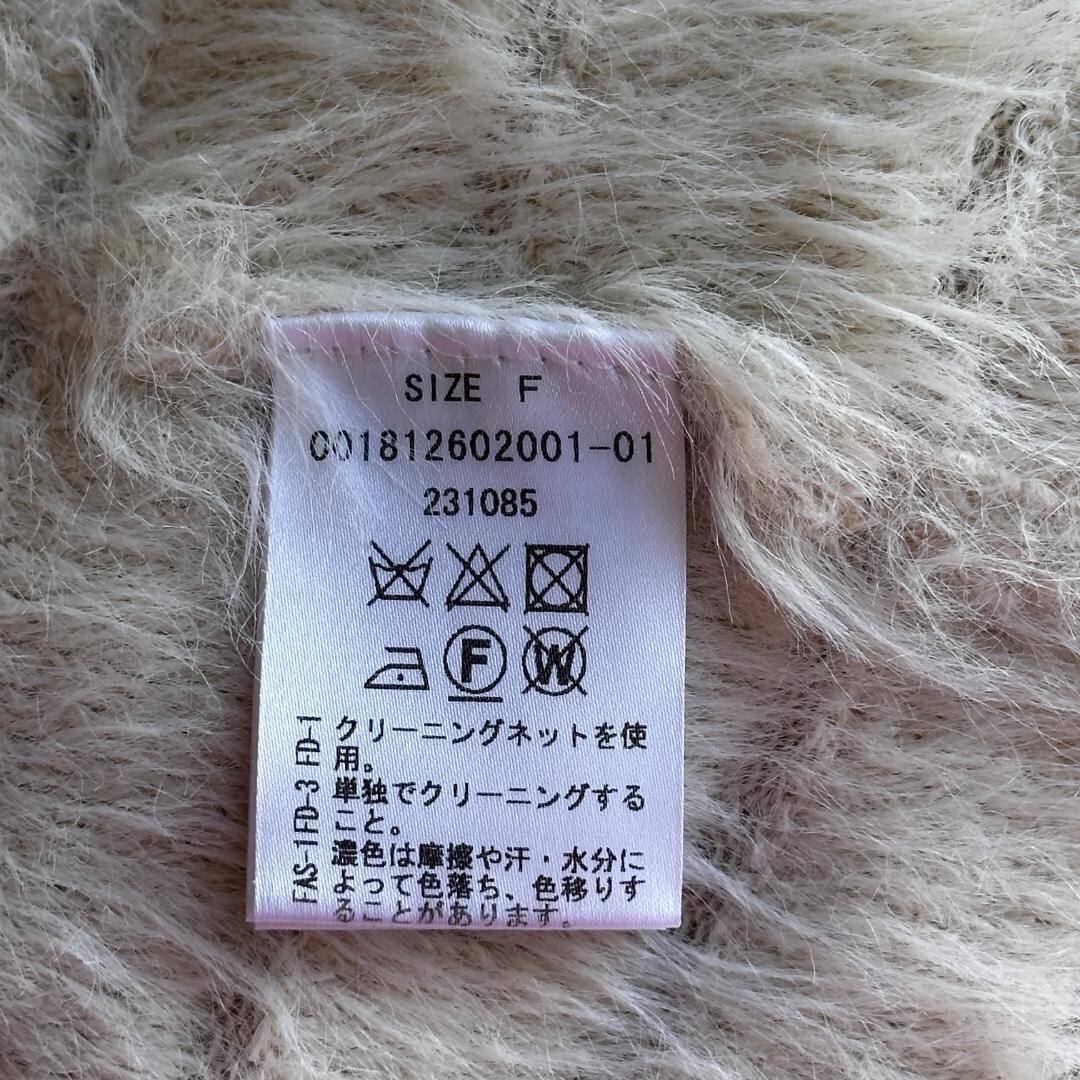 SIZE F
001812602001-01
231085
F
W
クリーニングネットを使
用。
単独でクリーニングする
こと。
濃色は摩擦や汗・水分に
よって色落ち、色移りす
ることがあります。
FAS-1FD-3 FD-1